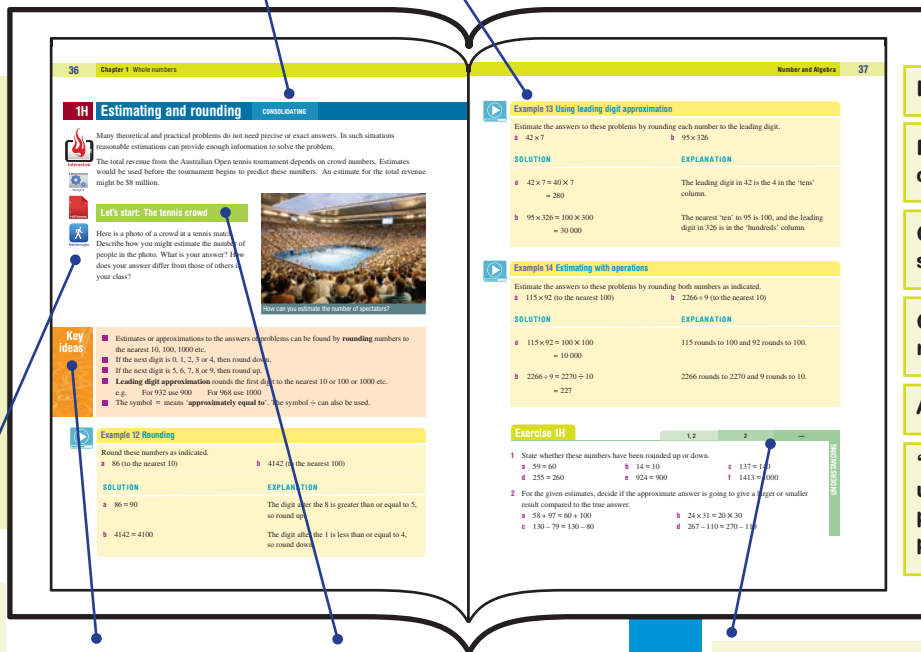 36 Chapter 1 Whole numbers
1H Estimating and rounding CONSOLIDATING
Many theoretical and practical problems do not need precise or exact answers. In such situations
reasonable estimations can provide enough information to solve the problem.
The total revenue from the Australian Open tennis tournament depends on crowd numbers. Estimates
would be used before the tournament begins to predict these numbers. An estimate for the total revenue
might be $8 million.
Interactive
Widgets
HOTsheets
Walkthroughs
Let's start: The tennis crowd
Here is a photo of a crowd at a tennis match.
Describe how you might estimate the number of
people in the photo. What is your answer? How
does your answer differ from those of others in
your class?
How can you estimate the number of spectators?
Key
ideas
Estimates or approximations to the answers of problems can be found by rounding numbers to
the nearest 10, 100, 1000 etc.
If the next digit is 0, 1, 2, 3 or 4, then round down.
If the next digit is 5, 6, 7, 8 or 9, then round up.
Leading digit approximation rounds the first digit to the nearest 10 or 100 or 1000 etc.
e.g. For 932 use 900 For 968 use 1000
The symbol ≈ means 'approximately equal to'. The symbol ÷ can also be used.
Example 12 Rounding
Round these numbers as indicated.
a 86 (to the nearest 10) b 4142 (to the nearest 100)
SOLUTION EXPLANATION
a 86 ≈ 90 The digit after the 8 is greater than or equal to 5,
so round up.
b 4142 ≈ 4100 The digit after the 1 is less than or equal to 4,
so round down.
Number and Algebra 37
Example 13 Using leading digit approximation
Estimate the answers to these problems by rounding each number to the leading digit.
a 42 × 7 b 95 × 326
SOLUTION EXPLANATION
a 42 × 7 ≈ 40 × 7 The leading digit in 42 is the 4 in the 'tens'
= 280 column.
b 95 × 326 ≈ 100 × 300 The nearest 'ten' to 95 is 100, and the leading
= 30 000 digit in 326 is in the 'hundreds' column.
Example 14 Estimating with operations
Estimate the answers to these problems by rounding both numbers as indicated.
a 115 × 92 (to the nearest 100) b 2266 ÷ 9 (to the nearest 10)
SOLUTION EXPLANATION
a 115 × 92 ≈ 100 × 100 115 rounds to 100 and 92 rounds to 100.
= 10 000
b 2266 ÷ 9 ≈ 2270 ÷ 10 2266 rounds to 2270 and 9 rounds to 10.
= 227
Exercise 1H 1, 2 2 —
UNDERSTANDING
1 State whether these numbers have been rounded up or down.
a 59 ≈ 60 b 14 ≈ 10 c 137 ≈ 140
d 255 ≈ 260 e 924 ≈ 900 f 1413 ≈ 1000
2 For the given estimates, decide if the approximate answer is going to give a larger or smaller
result compared to the true answer.
a 58 + 97 ≈ 60 + 100 b 24 × 31 ≈ 20 × 30
c 130 – 79 ≈ 130 – 80 d 267 – 110 ≈ 270 – 110